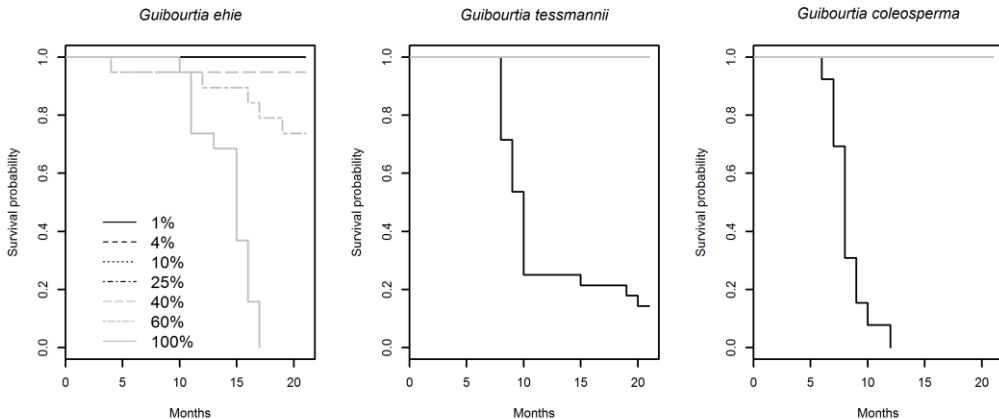 Guibourtia ehie
Guibourtia tessmannii
Guibourtia coleosperma
Survival probability
1.0
0.8
0.6
0.4
0.2
0.0
1%
4%
10%
25%
40%
60%
100%
0 5 10 15 20
Months
Survival probability
1.0
0.8
0.6
0.4
0.2
0.0
0 5 10 15 20
Months
Survival probability
1.0
0.8
0.6
0.4
0.2
0.0
0 5 10 15 20
Months